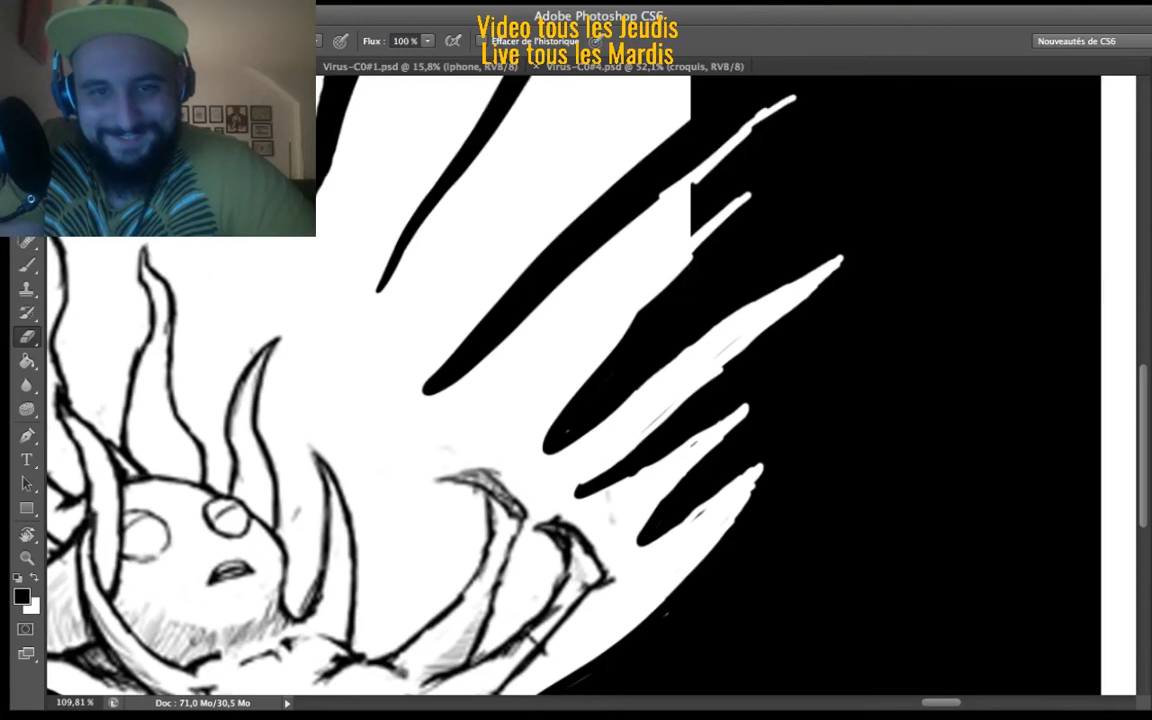 Adobe Photoshop CS6
Video tous les Jeudis
Flux : 100 % Effacer de l'historique Nouveautés de CS6
Live tous les Mardis
Virus-C0#1.psd @ 15,8% (iphone, RVB/8) × Virus-C0#4.psd @ 52,1% (croquis, RVB/8)
T
109,81 % Doc : 71,0 Mo/30,5 Mo